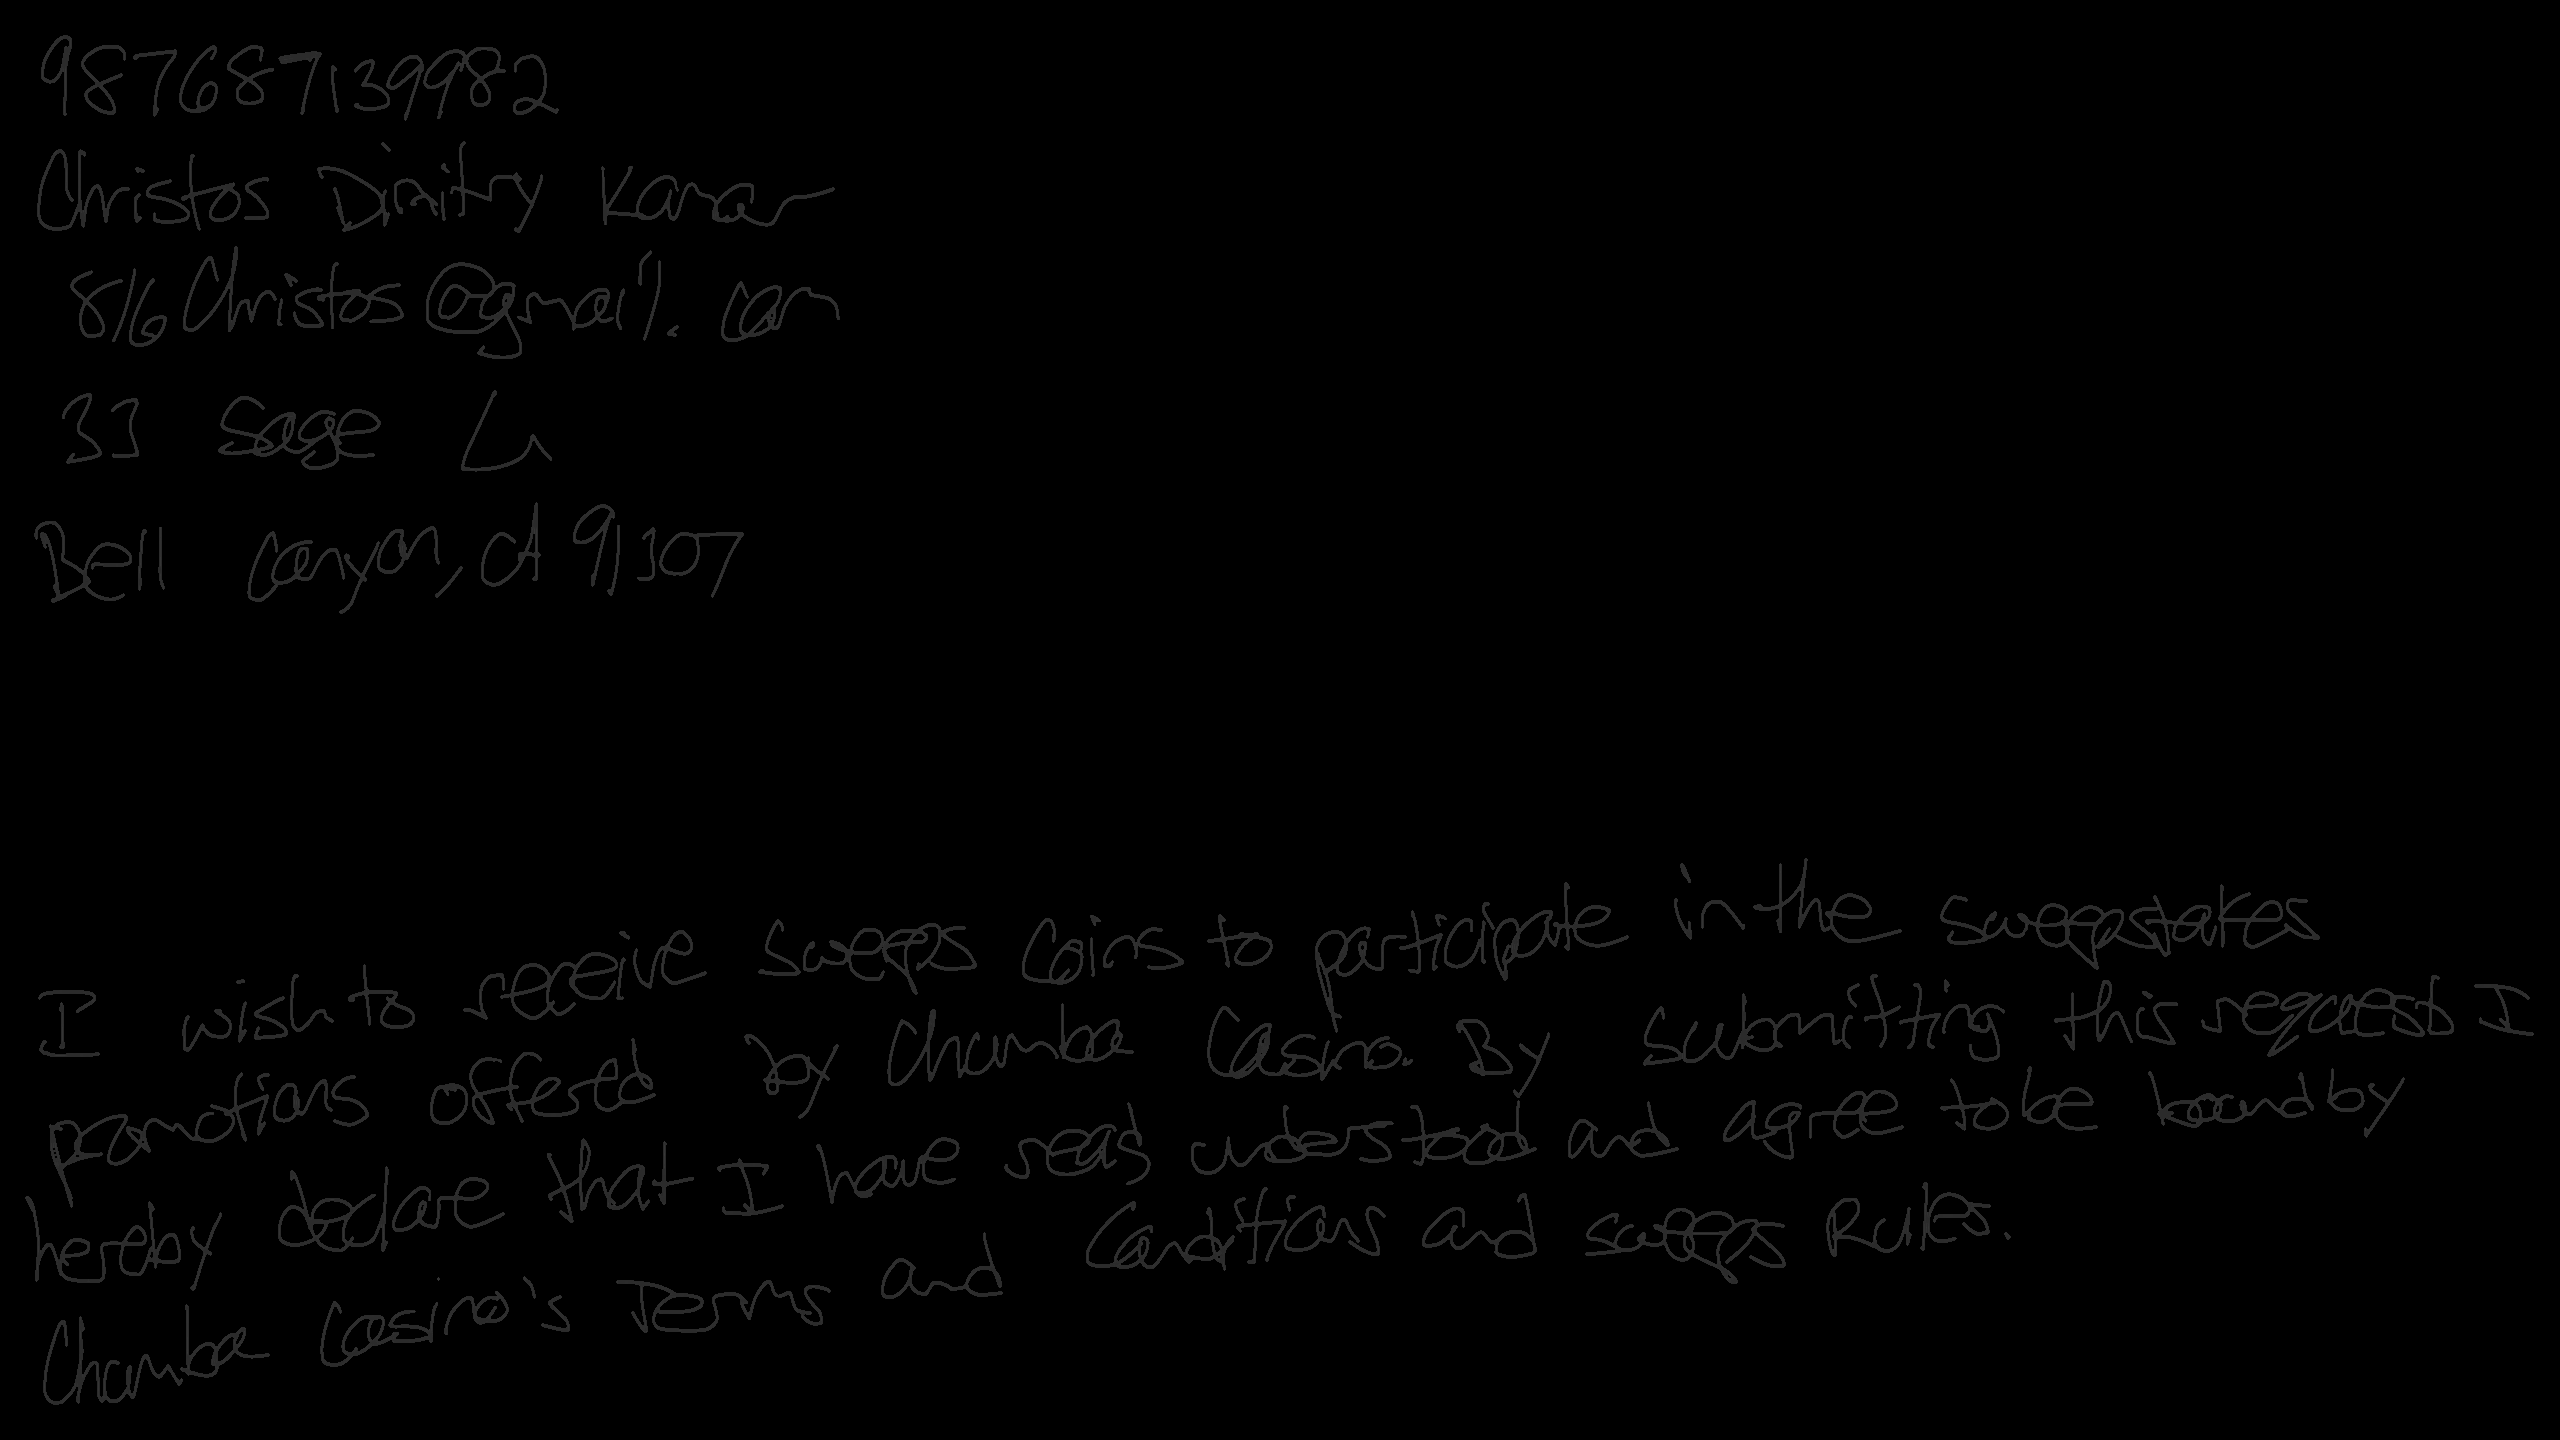 987687139982
Christos Dimitry Kamar
816Christos@gmail.com
33 Sage Ln
Bell Canyon, CA 91307
I wish to receive sweeps coins to participate in the sweepstakes
promotions offered by Chumba Casino. By submitting this request I
hereby declare that I have read understood and agree to be bound by
Chumba Casino's Terms and Conditions and sweeps Rules.